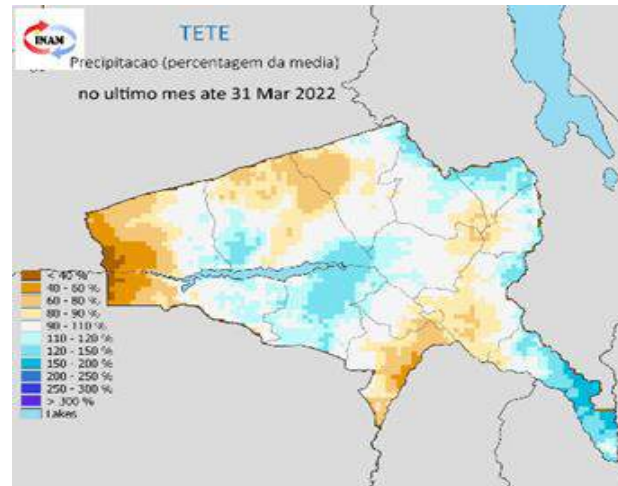 INAM
TETE
Precipitacao (percentagem da media)
no ultimo mes ate 31 Mar 2022
< 40 %
40 - 60 %
60 - 80 %
80 - 90 %
90 - 110 %
110 - 120 %
120 - 150 %
150 - 200 %
200 - 250 %
250 - 300 %
> 300 %
Lakes